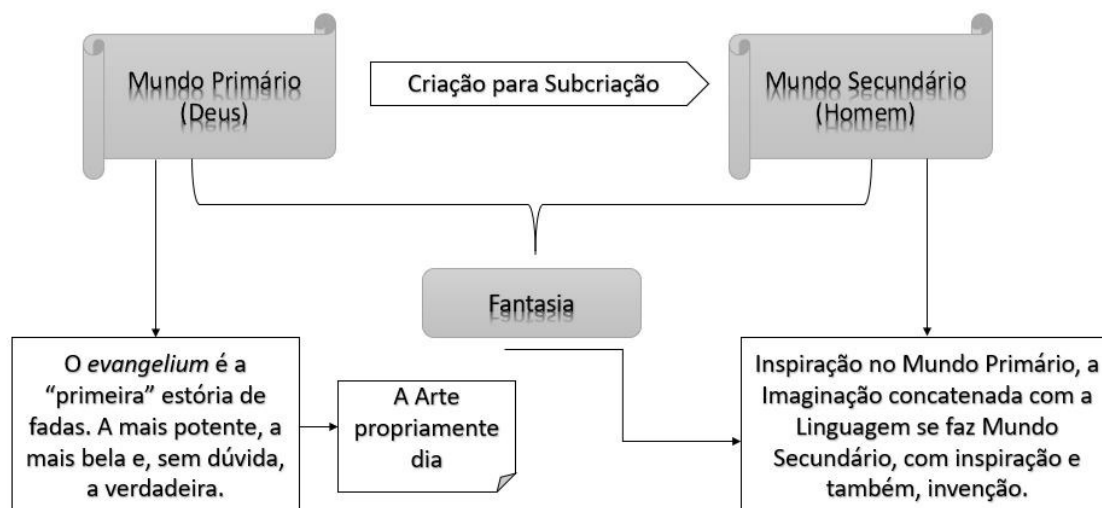 Mundo Primário
(Deus)
Criação para Subcriação
Mundo Secundário
(Homem)
Fantasia
O evangelium é a
“primeira” estória de
fadas. A mais potente, a
mais bela e, sem dúvida,
a verdadeira.
A Arte
propriamente
dia
Inspiração no Mundo Primário, a
Imaginação concatenada com a
Linguagem se faz Mundo
Secundário, com inspiração e
também, invenção.